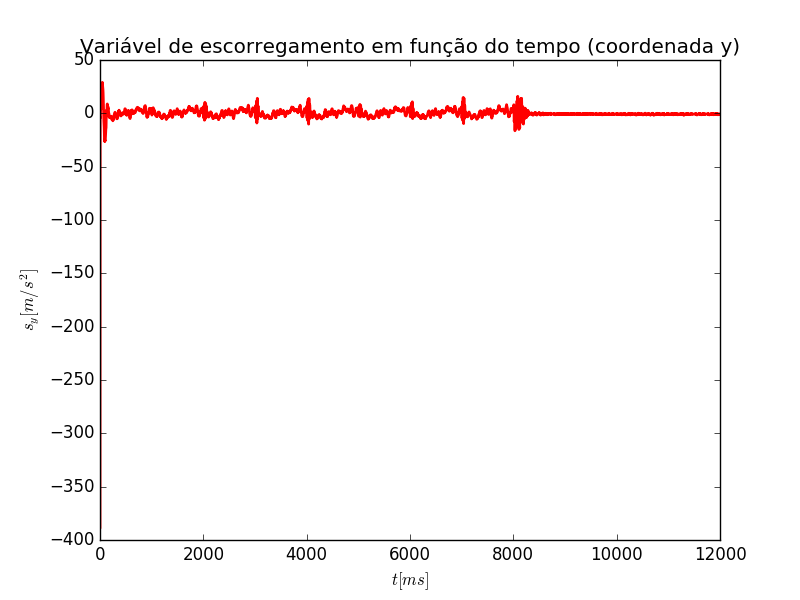 Variável de escorregamento em função do tempo (coordenada y)
50
0
−50
−100
−150
−200
−250
−300
−350
−400
s_y[m/s^2]
0 2000 4000 6000 8000 10000 12000
t[ms]